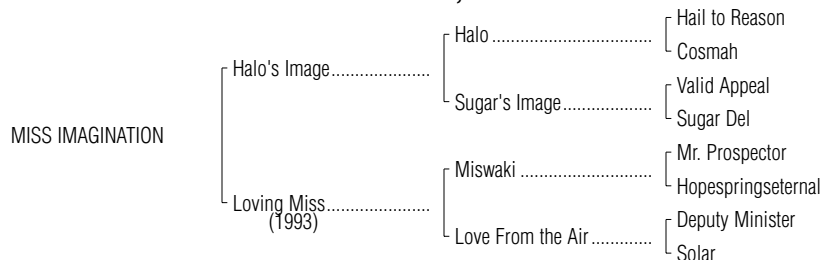 Hail to Reason
Halo
Cosmah
Halo's Image
Valid Appeal
Sugar's Image
Sugar Del
MISS IMAGINATION
Mr. Prospector
Miswaki
Hopespringseternal
Loving Miss
(1993)
Deputy Minister
Love From the Air
Solar